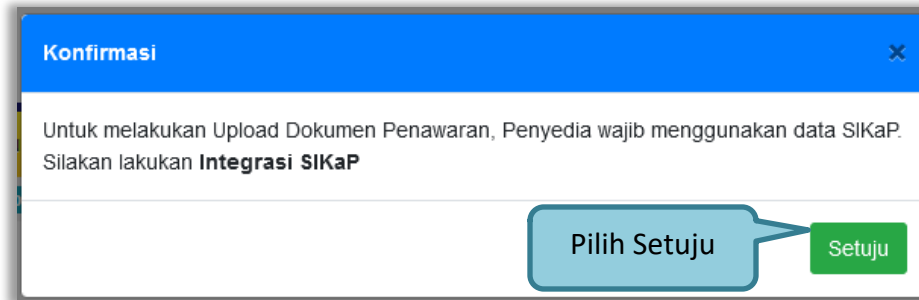 Konfirmasi ×
Untuk melakukan Upload Dokumen Penawaran, Penyedia wajib menggunakan data SIKaP.
Silakan lakukan Integrasi SIKaP
Pilih Setuju
Setuju